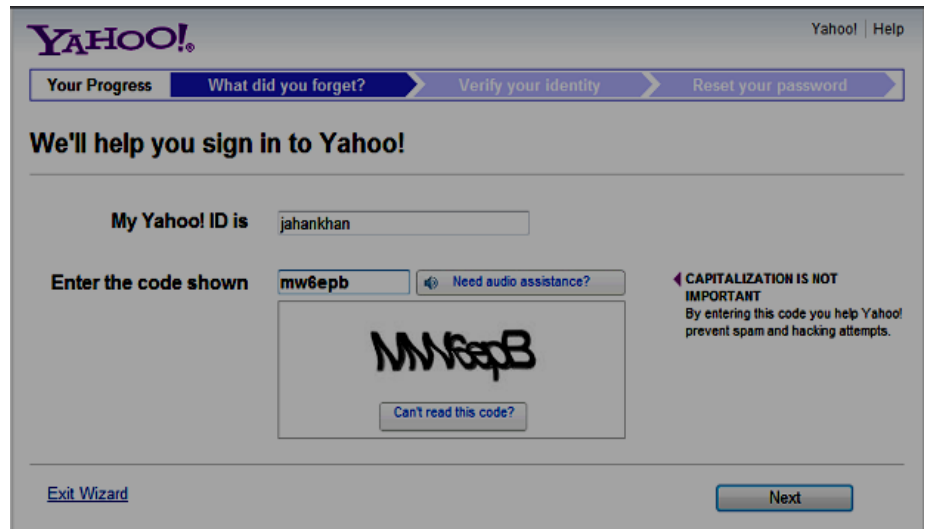 YAHOO!®
Yahoo! | Help
Your Progress What did you forget? Verify your identity Reset your password
We'll help you sign in to Yahoo!
My Yahoo! ID is jahankhan
Enter the code shown mw6epb Need audio assistance?
CAPITALIZATION IS NOT
IMPORTANT
By entering this code you help Yahoo!
prevent spam and hacking attempts.
MW6epB
Can't read this code?
Exit Wizard Next